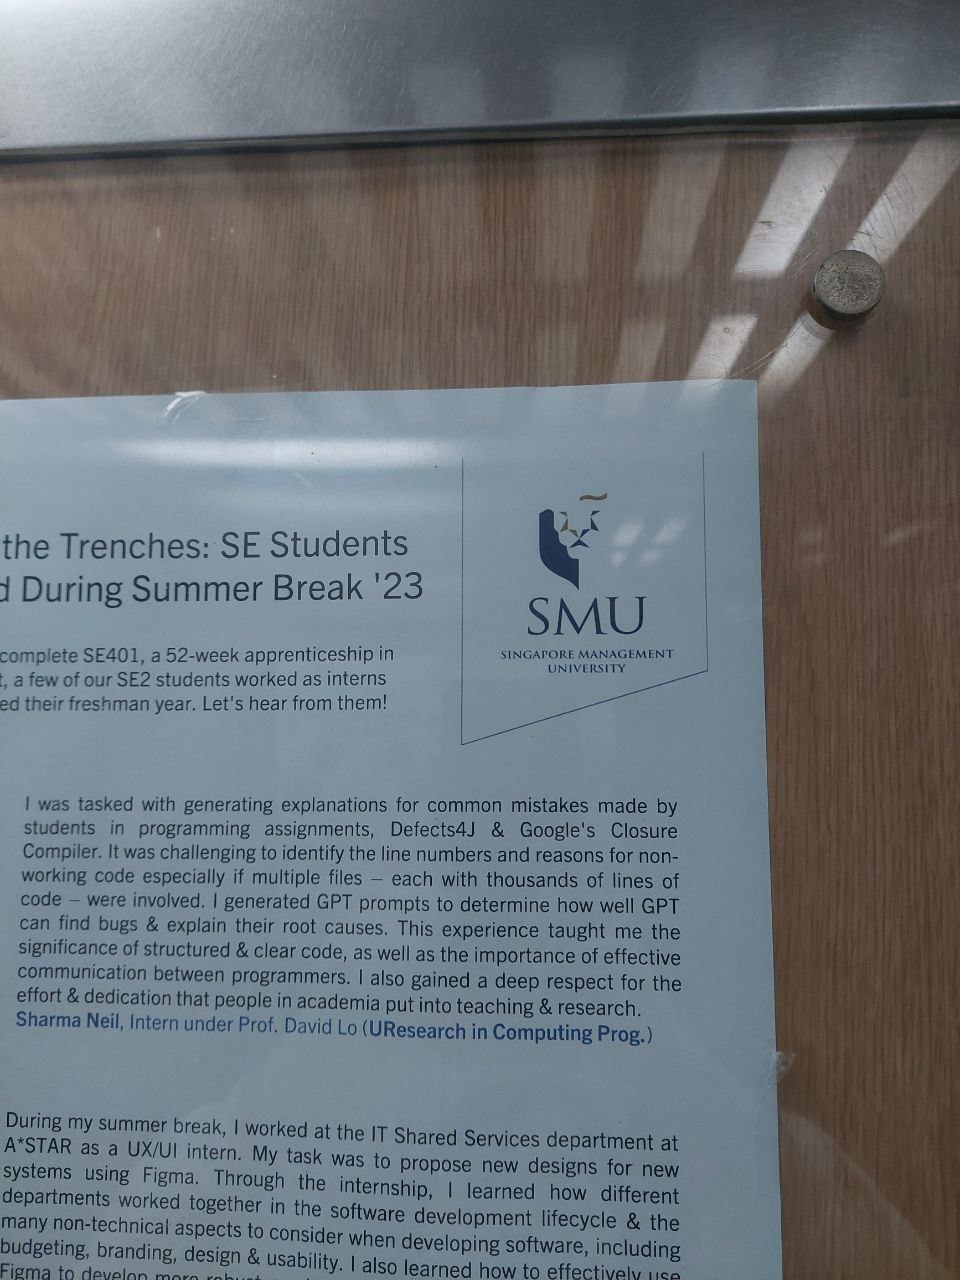 the Trenches: SE Students
During Summer Break '23
complete SE401, a 52-week apprenticeship in
a few of our SE2 students worked as interns
their freshman year. Let's hear from them!
SMU
SINGAPORE MANAGEMENT
UNIVERSITY
I was tasked with generating explanations for common mistakes made by
students in programming assignments, Defects4J & Google's Closure
Compiler. It was challenging to identify the line numbers and reasons for non-
working code especially if multiple files – each with thousands of lines of
code – were involved. I generated GPT prompts to determine how well GPT
can find bugs & explain their root causes. This experience taught me the
significance of structured & clear code, as well as the importance of effective
communication between programmers. I also gained a deep respect for the
effort & dedication that people in academia put into teaching & research.
Sharma Neil, Intern under Prof. David Lo (UResearch in Computing Prog.)
During my summer break, I worked at the IT Shared Services department at
A*STAR as a UX/UI intern. My task was to propose new designs for new
systems using Figma. Through the internship, I learned how different
departments worked together in the software development lifecycle & the
many non-technical aspects to consider when developing software, including
budgeting, branding, design & usability. I also learned how to effectively use
Figma to develop more